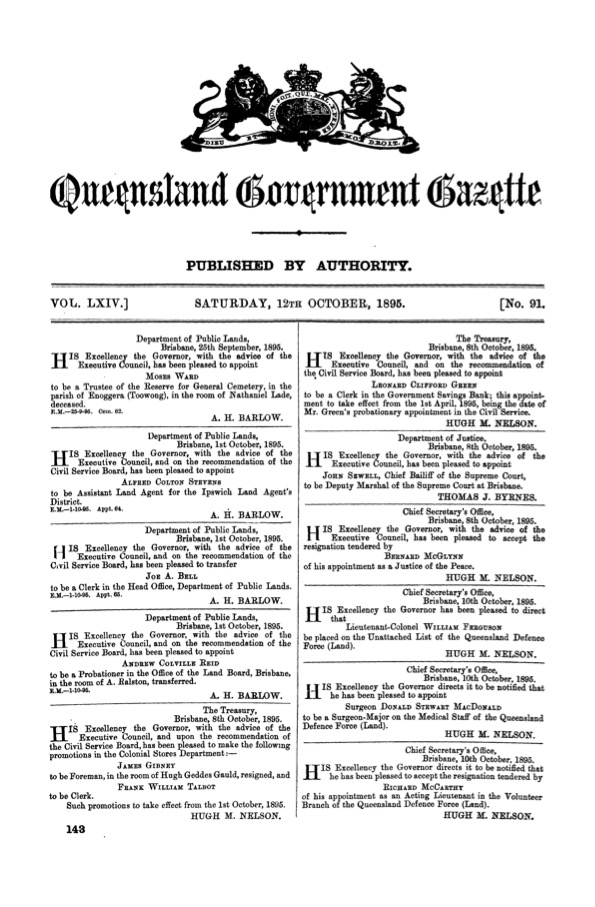 HONI. SOIT. QUI. MAL. Y. PENSE
DIEU ET MON DROIT.
Queensland Government Gazette
PUBLISHED BY AUTHORITY.
VOL. LXIV.] SATURDAY, 12TH OCTOBER, 1895. [No. 91.
Department of Public Lands,
Brisbane, 25th September, 1895.
HIS Excellency the Governor, with the advice of the
Executive Council, has been pleased to appoint
MOSES WARD
to be a Trustee of the Reserve for General Cemetery, in the
parish of Enoggera (Toowong), in the room of Nathaniel Lade,
deceased.
E.M.—25-9-95. Cem. 62.
A. H. BARLOW.
Department of Public Lands,
Brisbane, 1st October, 1895.
HIS Excellency the Governor, with the advice of the
Executive Council, and on the recommendation of the
Civil Service Board, has been pleased to appoint
ALFRED COLTON STEVENS
to be Assistant Land Agent for the Ipswich Land Agent's
District.
E.M.—1-10-95. Appt. 64.
A. H. BARLOW.
Department of Public Lands,
Brisbane, 1st October, 1895.
HIS Excellency the Governor, with the advice of the
Executive Council, and on the recommendation of the
Civil Service Board, has been pleased to transfer
JOE A. BELL
to be a Clerk in the Head Office, Department of Public Lands.
E.M.—1-10-95. Appt. 65.
A. H. BARLOW.
Department of Public Lands,
Brisbane, 1st October, 1895.
HIS Excellency the Governor, with the advice of the
Executive Council, and on the recommendation of the
Civil Service Board, has been pleased to appoint
ANDREW COLVILLE REID
to be a Probationer in the Office of the Land Board, Brisbane,
in the room of A. Ralston, transferred.
E.M.—1-10-95.
A. H. BARLOW.
The Treasury,
Brisbane, 8th October, 1895.
HIS Excellency the Governor, with the advice of the
Executive Council, and upon the recommendation of
the Civil Service Board, has been pleased to make the following
promotions in the Colonial Stores Department:—
JAMES GIBNEY
to be Foreman, in the room of Hugh Geddes Gauld, resigned, and
FRANK WILLIAM TALBOT
to be Clerk.
Such promotions to take effect from the 1st October, 1895.
HUGH M. NELSON.
143
The Treasury,
Brisbane, 8th October, 1895.
HIS Excellency the Governor, with the advice of the
Executive Council, and on the recommendation of
the Civil Service Board, has been pleased to appoint
LEONARD CLIFFORD GREEN
to be a Clerk in the Government Savings Bank; this appoint-
ment to take effect from the 1st April, 1895, being the date of
Mr. Green's probationary appointment in the Civil Service.
HUGH M. NELSON.
Department of Justice,
Brisbane, 8th October, 1895.
HIS Excellency the Governor, with the advice of the
Executive Council, has been pleased to appoint
JOHN SEWELL, Chief Bailiff of the Supreme Court,
to be Deputy Marshal of the Supreme Court at Brisbane.
THOMAS J. BYRNES.
Chief Secretary's Office,
Brisbane, 8th October, 1895.
HIS Excellency the Governor, with the advice of the
Executive Council, has been pleased to accept the
resignation tendered by
BERNARD MCGLYNN
of his appointment as a Justice of the Peace.
HUGH M. NELSON.
Chief Secretary's Office,
Brisbane, 10th October, 1895.
HIS Excellency the Governor has been pleased to direct
that
Lieutenant-Colonel WILLIAM FERGUSON
be placed on the Unattached List of the Queensland Defence
Force (Land).
HUGH M. NELSON.
Chief Secretary's Office,
Brisbane, 10th October, 1895.
HIS Excellency the Governor directs it to be notified that
he has been pleased to appoint
Surgeon DONALD STEWART MACDONALD
to be a Surgeon-Major on the Medical Staff of the Queensland
Defence Force (Land).
HUGH M. NELSON.
Chief Secretary's Office,
Brisbane, 10th October, 1895.
HIS Excellency the Governor directs it to be notified that
he has been pleased to accept the resignation tendered by
RICHARD MCCARTHY
of his appointment as an Acting Lieutenant in the Volunteer
Branch of the Queensland Defence Force (Land).
HUGH M. NELSON.